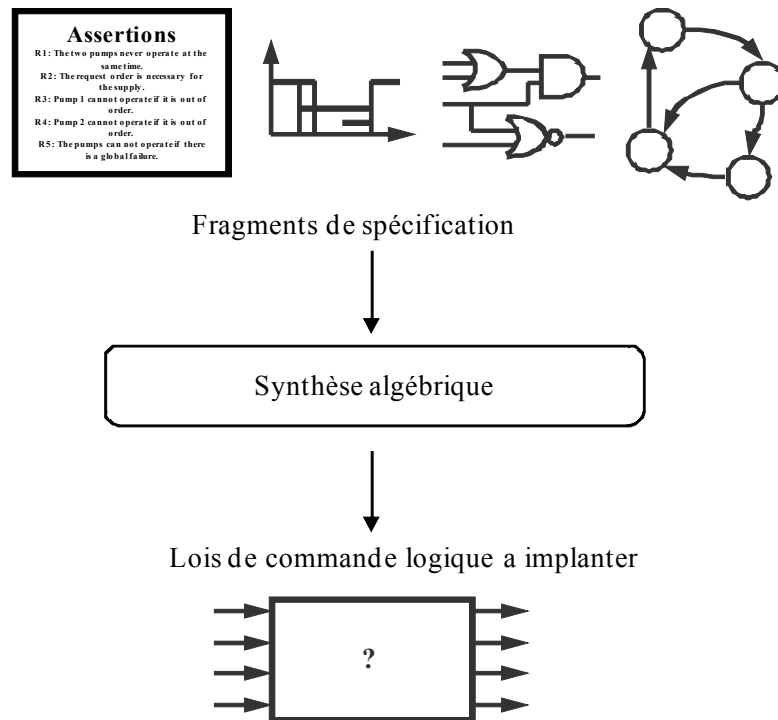 Assertions
R1: The two pumps never operate at the
same time.
R2: The request order is necessary for
the supply.
R3: Pump 1 cannot operate if it is out of
order.
R4: Pump 2 cannot operate if it is out of
order.
R5: The pumps can not operate if there
is a global failure.
Fragments de spécification
Synthèse algébrique
Lois de commande logique a implanter
?